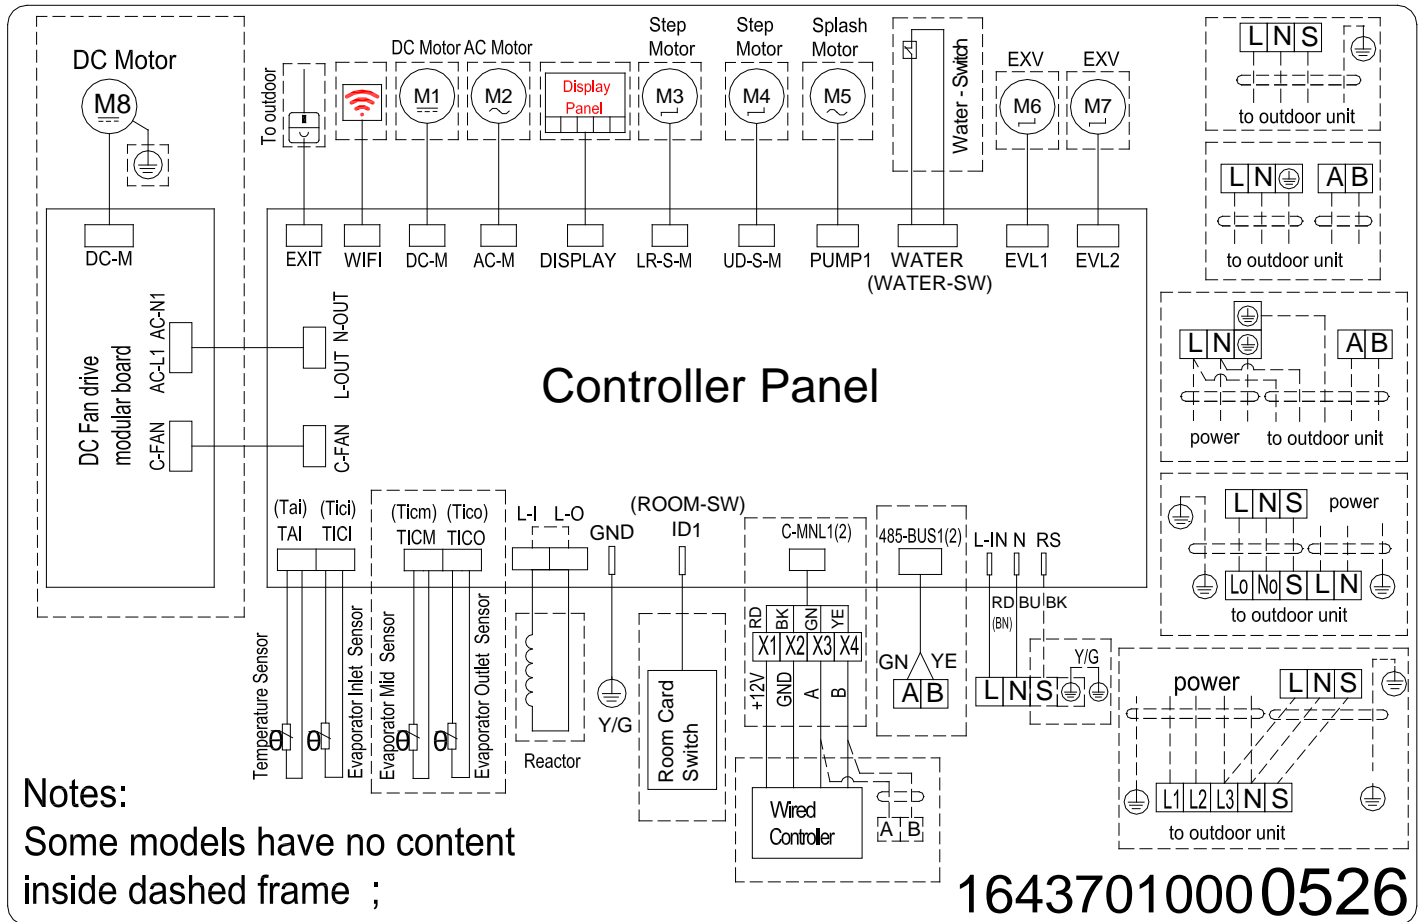 DC Motor
M8
DC-M
DC Fan drive
modular board
AC-L1 AC-N1
C-FAN
To outdoor
DC Motor
AC Motor
Step
Motor
Step
Motor
Splash
Motor
Water - Switch
EXV
EXV
M1
M2
Display
Panel
M3
M4
M5
M6
M7
EXIT
WIFI
DC-M
AC-M
DISPLAY
LR-S-M
UD-S-M
PUMP1
WATER
(WATER-SW)
EVL1
EVL2
L-OUT N-OUT
C-FAN
Controller Panel
(Tai)
TAI
(Tici)
TICI
(Ticm)
TICM
(Tico)
TICO
L-I
L-O
GND
(ROOM-SW)
ID1
C-MNL1(2)
485-BUS1(2)
L-IN
N
RS
Temperature Sensor
θ
θ
Evaporator Inlet Sensor
Evaporator Mid Sensor
θ
θ
Evaporator Outlet Sensor
Reactor
Y/G
Room Card
Switch
RD
BK
GN
YE
X1
X2
X3
X4
+12V
GND
A
B
Wired
Controller
A
B
GN
YE
A
B
RD
(BN)
BU
BK
L
N
S
Y/G
L
N
S
to outdoor unit
L
N
A
B
to outdoor unit
L
N
A
B
power
to outdoor unit
L
N
S
power
Lo
No
S
L
N
to outdoor unit
power
L
N
S
L1
L2
L3
N
S
to outdoor unit
Notes:
Some models have no content
inside dashed frame ;
16437010000526